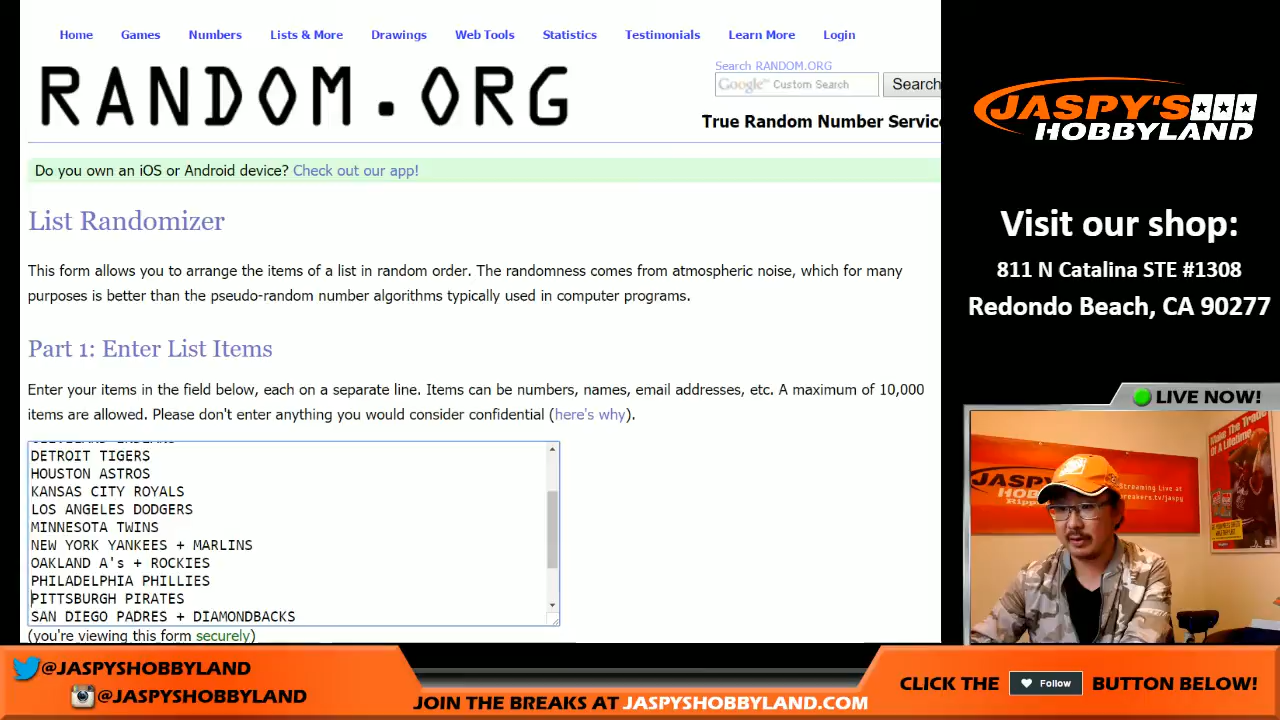 Home Games Numbers Lists & More Drawings Web Tools Statistics Testimonials Learn More Login
RANDOM.ORG
Search RANDOM.ORG
Google™ Custom Search
Search
True Random Number Servic
Do you own an iOS or Android device? Check out our app!
List Randomizer
This form allows you to arrange the items of a list in random order. The randomness comes from atmospheric noise, which for many
purposes is better than the pseudo-random number algorithms typically used in computer programs.
Part 1: Enter List Items
Enter your items in the field below, each on a separate line. Items can be numbers, names, email addresses, etc. A maximum of 10,000
items are allowed. Please don't enter anything you would consider confidential (here's why).
DETROIT TIGERS
HOUSTON ASTROS
KANSAS CITY ROYALS
LOS ANGELES DODGERS
MINNESOTA TWINS
NEW YORK YANKEES + MARLINS
OAKLAND A's + ROCKIES
PHILADELPHIA PHILLIES
PITTSBURGH PIRATES
SAN DIEGO PADRES + DIAMONDBACKS
(you're viewing this form securely)
JASPY'S
HOBBYLAND
Visit our shop:
811 N Catalina STE #1308
Redondo Beach, CA 90277
LIVE NOW!
JASPY'S
Streaming Live at
breakers.tv/jaspy
@JASPYSHOBBYLAND
@JASPYSHOBBYLAND
JOIN THE BREAKS AT JASPYSHOBBYLAND.COM
CLICK THE Follow BUTTON BELOW!